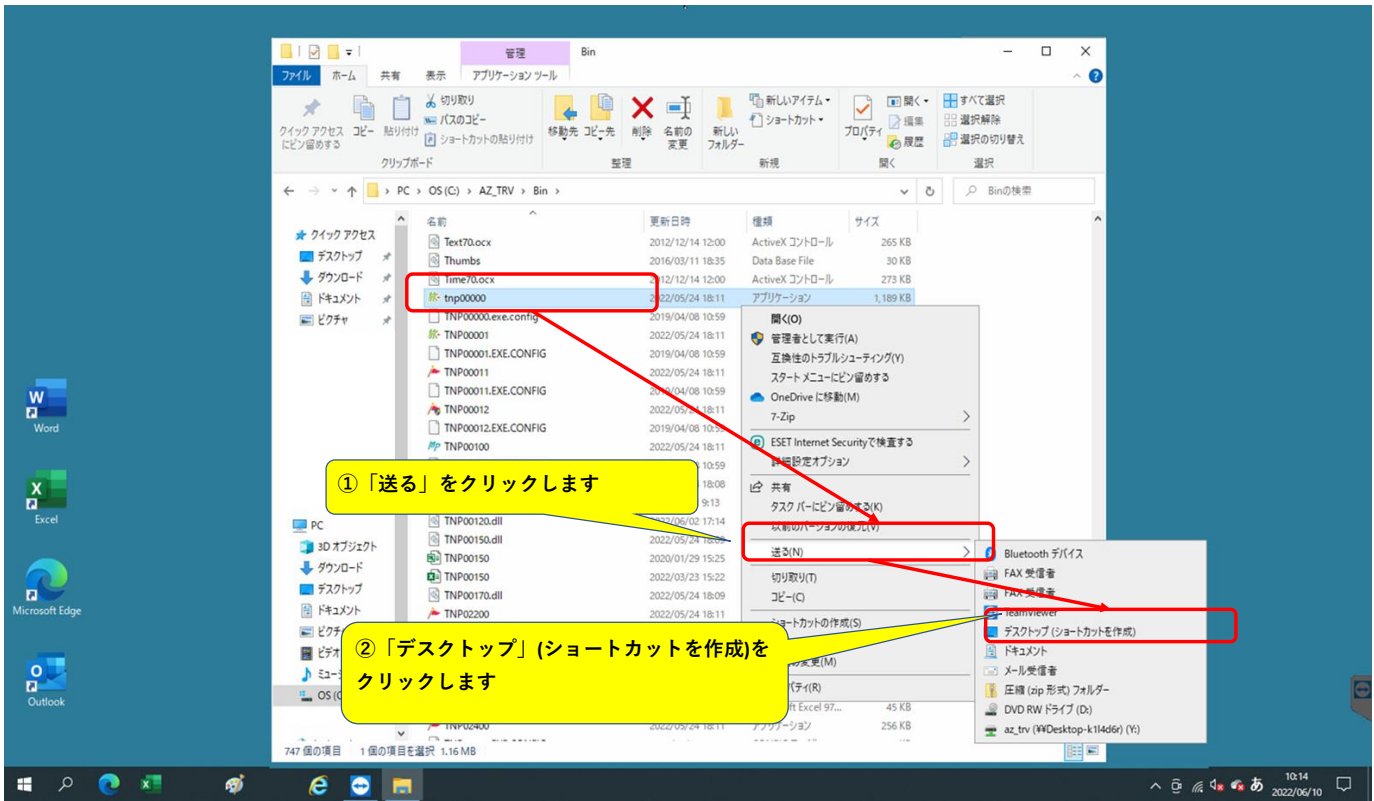 管理
Bin
ファイル
ホーム
共有
表示
アプリケーション ツール
クイック アクセス
にピン留めする
コピー
貼り付け
切り取り
パスのコピー
ショートカットの貼り付け
クリップボード
移動先
コピー先
削除
名前の
変更
整理
新しい
フォルダー
新しいアイテム
ショートカット
新規
プロパティ
開く
編集
履歴
開く
すべて選択
選択解除
選択の切り替え
選択
PC › OS (C:) › AZ_TRV › Bin ›
Binの検索
クイック アクセス
デスクトップ
ダウンロード
ドキュメント
ピクチャ
PC
3D オブジェクト
ダウンロード
デスクトップ
ドキュメント
名前 更新日時 種類 サイズ
Text70.ocx 2012/12/14 12:00 ActiveX コントロール 265 KB
Thumbs 2016/03/11 18:35 Data Base File 30 KB
Time70.ocx 2012/12/14 12:00 ActiveX コントロール 273 KB
tnp00000 2022/05/24 18:11 アプリケーション 1,189 KB
TNP00000.exe.config 2019/04/08 10:59
TNP00001 2022/05/24 18:11
TNP00001.EXE.CONFIG 2019/04/08 10:59
TNP00011 2022/05/24 18:11
TNP00011.EXE.CONFIG 2019/04/08 10:59
TNP00012 2022/05/24 18:11
TNP00012.EXE.CONFIG 2019/04/08 10:59
TNP00100 2022/05/24 18:11
10:59
18:08
9:13
TNP00120.dll 2022/06/02 17:14
TNP00150.dll 2022/05/24 18:09
TNP00150 2020/01/29 15:25
TNP00150 2022/03/23 15:22
TNP00170.dll 2022/05/24 18:09
TNP02200 2022/05/24 18:11
45 KB
TNP02400 2022/05/24 18:11 アプリケーション 256 KB
開く(O)
管理者として実行(A)
互換性のトラブルシューティング(Y)
スタート メニューにピン留めする
OneDrive に移動(M)
7-Zip
ESET Internet Securityで検査する
詳細設定オプション
共有
タスク バーにピン留めする(K)
以前のバージョンの復元(V)
送る(N)
切り取り(T)
コピー(C)
ショートカットの作成(S)
の変更(M)
パティ(R)
Bluetooth デバイス
FAX 受信者
FAX 受信者
TeamViewer
デスクトップ (ショートカットを作成)
ドキュメント
メール受信者
圧縮 (zip 形式) フォルダー
DVD RW ドライブ (D:)
az_trv (¥¥Desktop-k1l4d6r) (Y:)
①「送る」をクリックします
②「デスクトップ」(ショートカットを作成)を
クリックします
747 個の項目 1 個の項目を選択 1.16 MB
Word
Excel
Microsoft Edge
Outlook
あ
10:14
2022/06/10